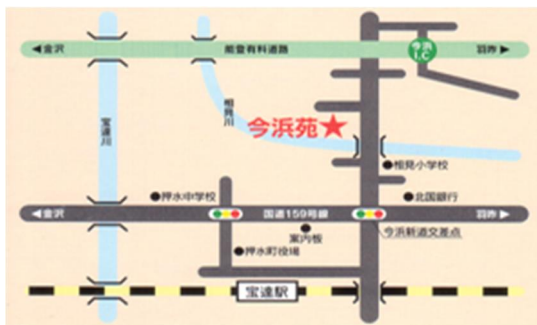 ◀金沢
能登有料道路
今浜
I.C
羽咋▶
宝達川
相見川
今浜苑★
●相見小学校
●押水中学校
●北国銀行
◀金沢
国道159号線
羽咋▶
案内板
今浜新道交差点
●押水町役場
宝達駅